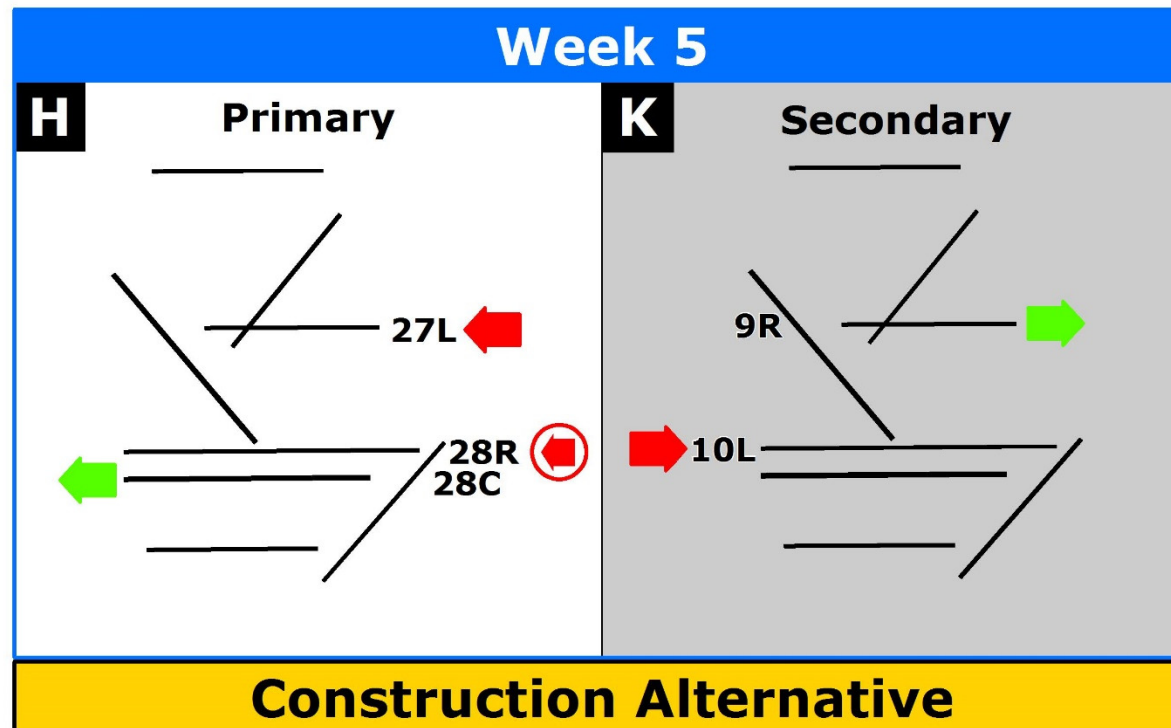 Week 5
H
Primary
27L
28R
28C
K
Secondary
9R
10L
Construction Alternative